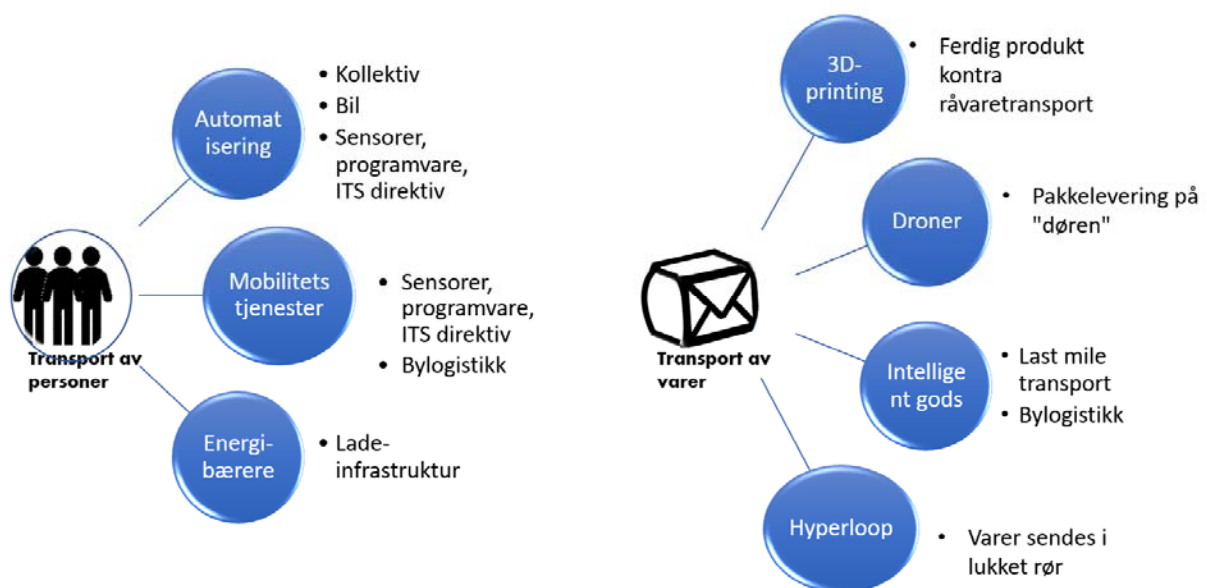 Automat
isering
• Kollektiv
• Bil
• Sensorer,
programvare,
ITS direktiv
Transport av
personer
Mobilitets
tjenester
• Sensorer,
programvare,
ITS direktiv
• Bylogistikk
Energi-
bærere
• Lade-
infrastruktur
3D-
printing
• Ferdig produkt
kontra
råvaretransport
Droner
• Pakkelevering på
"døren"
Transport av
varer
Intellige
nt gods
• Last mile
transport
• Bylogistikk
Hyperloop
• Varer sendes i
lukket rør